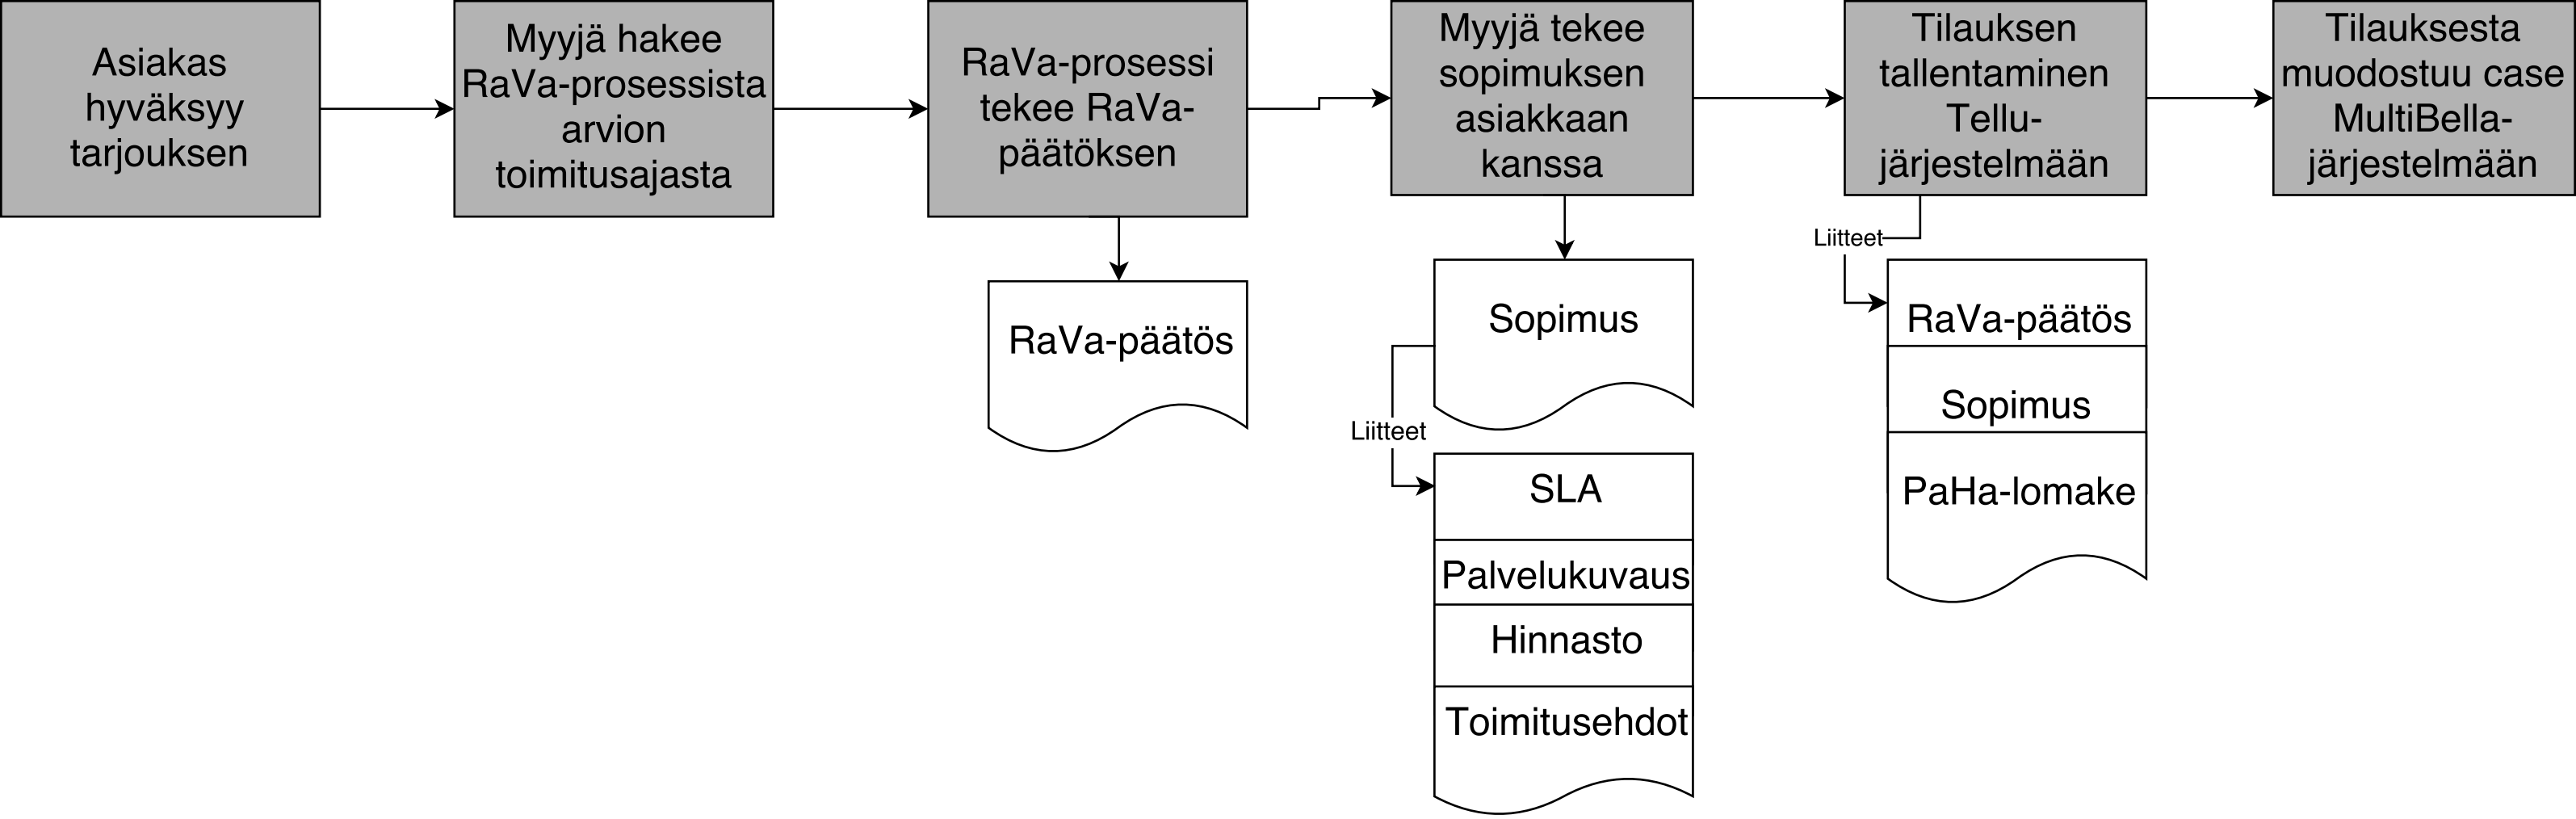 Asiakas
hyväksyy
tarjouksen
Myyjä hakee
RaVa-prosessista
arvion
toimitusajasta
RaVa-prosessi
tekee RaVa-
päätöksen
Myyjä tekee
sopimuksen
asiakkaan
kanssa
Tilauksen
tallentaminen
Tellu-
järjestelmään
Tilauksesta
muodostuu case
MultiBella-
järjestelmään
RaVa-päätös
Sopimus
Liitteet
SLA
Palvelukuvaus
Hinnasto
Toimitusehdot
Liitteet
RaVa-päätös
Sopimus
PaHa-lomake